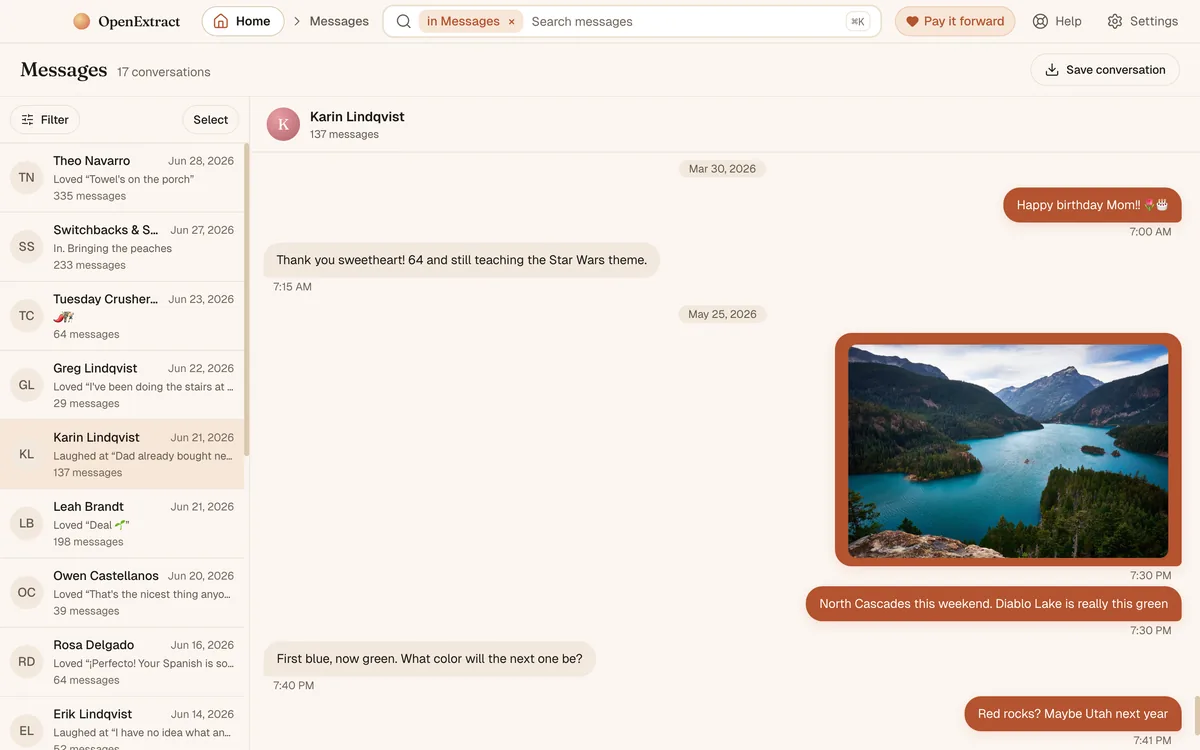 OpenExtract
Home
Messages
in Messages ×
Search messages
⌘K
Pay it forward
Help
Settings
Messages
17 conversations
Save conversation
Filter
Select
TN
Theo Navarro
Jun 28, 2026
Loved “Towel's on the porch”
335 messages
SS
Switchbacks & S...
Jun 27, 2026
In. Bringing the peaches
233 messages
TC
Tuesday Crusher...
Jun 23, 2026
64 messages
GL
Greg Lindqvist
Jun 22, 2026
Loved “I've been doing the stairs at ...
29 messages
KL
Karin Lindqvist
Jun 21, 2026
Laughed at “Dad already bought ne...
137 messages
LB
Leah Brandt
Jun 21, 2026
Loved “Deal 🌱”
198 messages
OC
Owen Castellanos
Jun 20, 2026
Loved “That's the nicest thing anyo...
39 messages
RD
Rosa Delgado
Jun 16, 2026
Loved “¡Perfecto! Your Spanish is so...
64 messages
EL
Erik Lindqvist
Jun 14, 2026
Laughed at “I have no idea what an...
52 messages
K
Karin Lindqvist
137 messages
Mar 30, 2026
Happy birthday Mom!! 🌷🎂
7:00 AM
Thank you sweetheart! 64 and still teaching the Star Wars theme.
7:15 AM
May 25, 2026
7:30 PM
North Cascades this weekend. Diablo Lake is really this green
7:30 PM
First blue, now green. What color will the next one be?
7:40 PM
Red rocks? Maybe Utah next year
7:41 PM